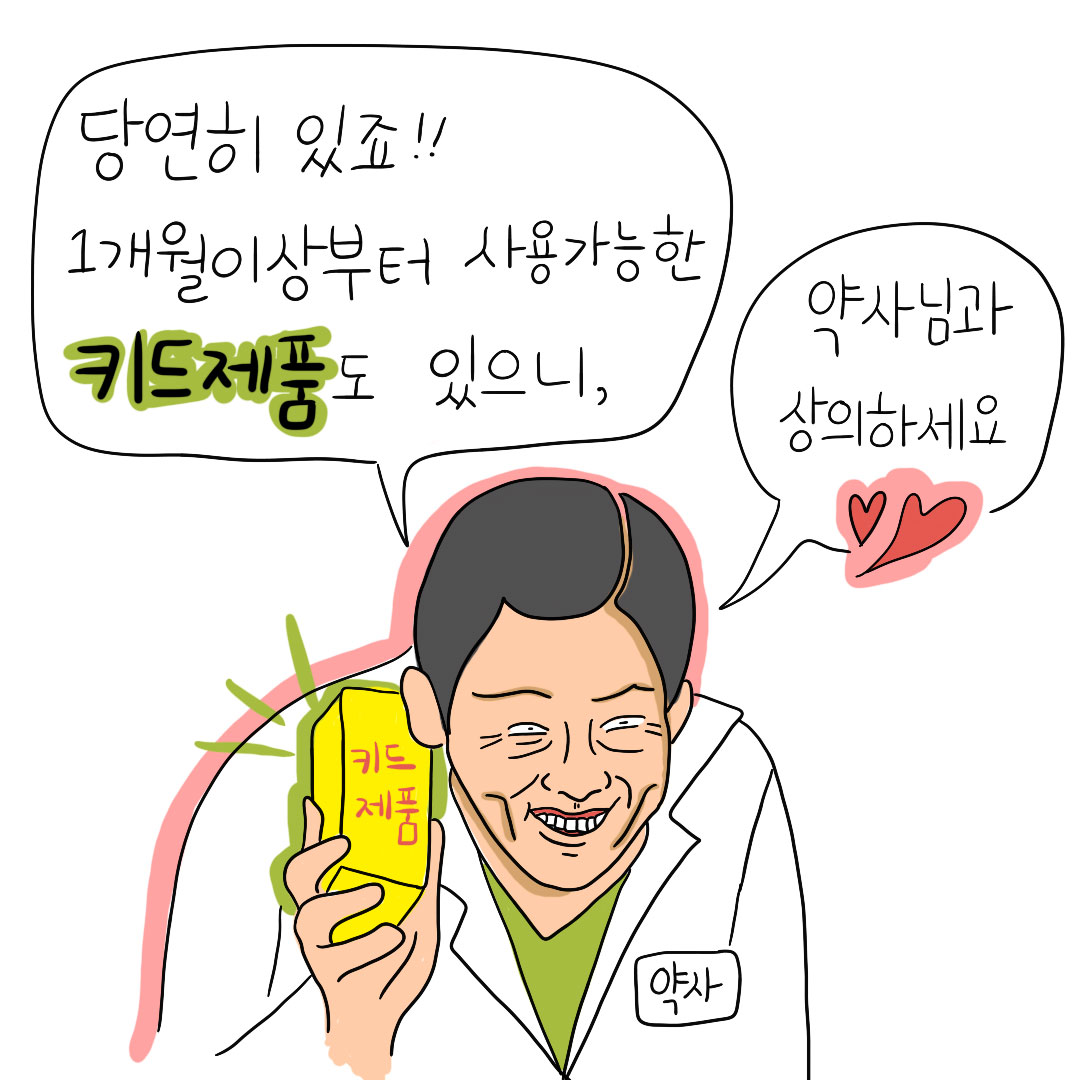 당연히 있죠!!
1개월이상부터 사용가능한
키드제품도 있으니,
약사님과
상의하세요
키드
제품
약사